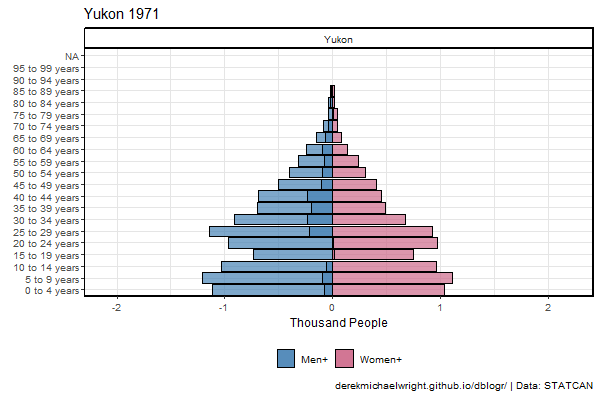 Yukon 1971
Yukon
NA
95 to 99 years
90 to 94 years
85 to 89 years
80 to 84 years
75 to 79 years
70 to 74 years
65 to 69 years
60 to 64 years
55 to 59 years
50 to 54 years
45 to 49 years
40 to 44 years
35 to 39 years
30 to 34 years
25 to 29 years
20 to 24 years
15 to 19 years
10 to 14 years
5 to 9 years
0 to 4 years
-2 -1 0 1 2
Thousand People
Men+ Women+
derekmichaelwright.github.io/dblogr/ | Data: STATCAN